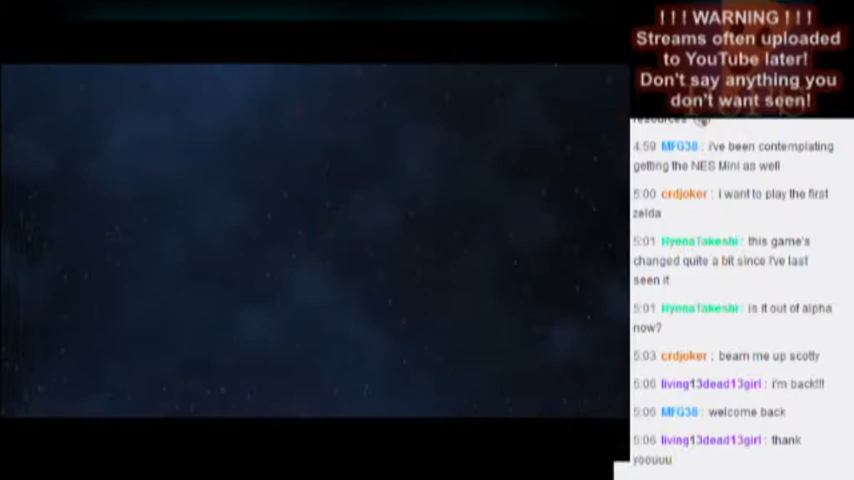 ! ! ! WARNING ! ! !
Streams often uploaded
to YouTube later!
Don't say anything you
don't want seen!
resources
4:59 MFG38 : i've been contemplating
getting the NES Mini as well
5:00 crdjoker : i want to play the first
zelda
5:01 HyenaTakeshi : this game's
changed quite a bit since I've last
seen it
5:01 HyenaTakeshi : is it out of alpha
now?
5:03 crdjoker : beam me up scotty
5:06 living13dead13girl : i'm back!!!
5:06 MFG38 : welcome back
5:06 living13dead13girl : thank
yoouuu